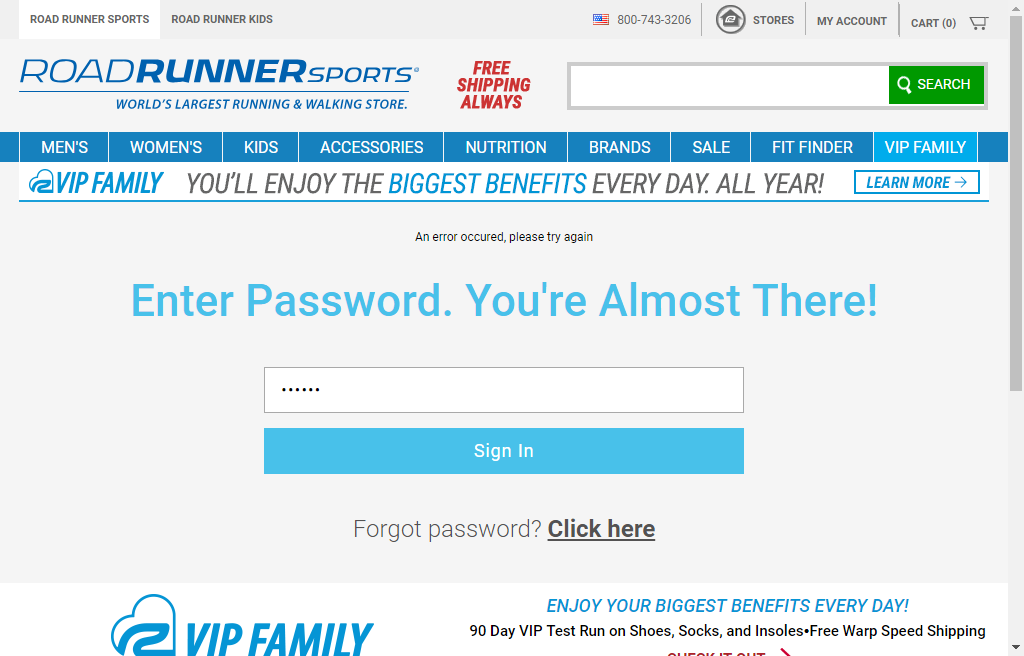 ROAD RUNNER SPORTS ROAD RUNNER KIDS 800-743-3206 STORES MY ACCOUNT CART (0)
ROADRUNNERSPORTS®
WORLD'S LARGEST RUNNING & WALKING STORE.
FREE
SHIPPING
ALWAYS
SEARCH
MEN'S WOMEN'S KIDS ACCESSORIES NUTRITION BRANDS SALE FIT FINDER VIP FAMILY
VIP FAMILY YOU'LL ENJOY THE BIGGEST BENEFITS EVERY DAY. ALL YEAR! LEARN MORE →
An error occured, please try again
Enter Password. You're Almost There!
••••••
Sign In
Forgot password? Click here
VIP FAMILY
ENJOY YOUR BIGGEST BENEFITS EVERY DAY!
90 Day VIP Test Run on Shoes, Socks, and Insoles•Free Warp Speed Shipping
CHECK IT OUT